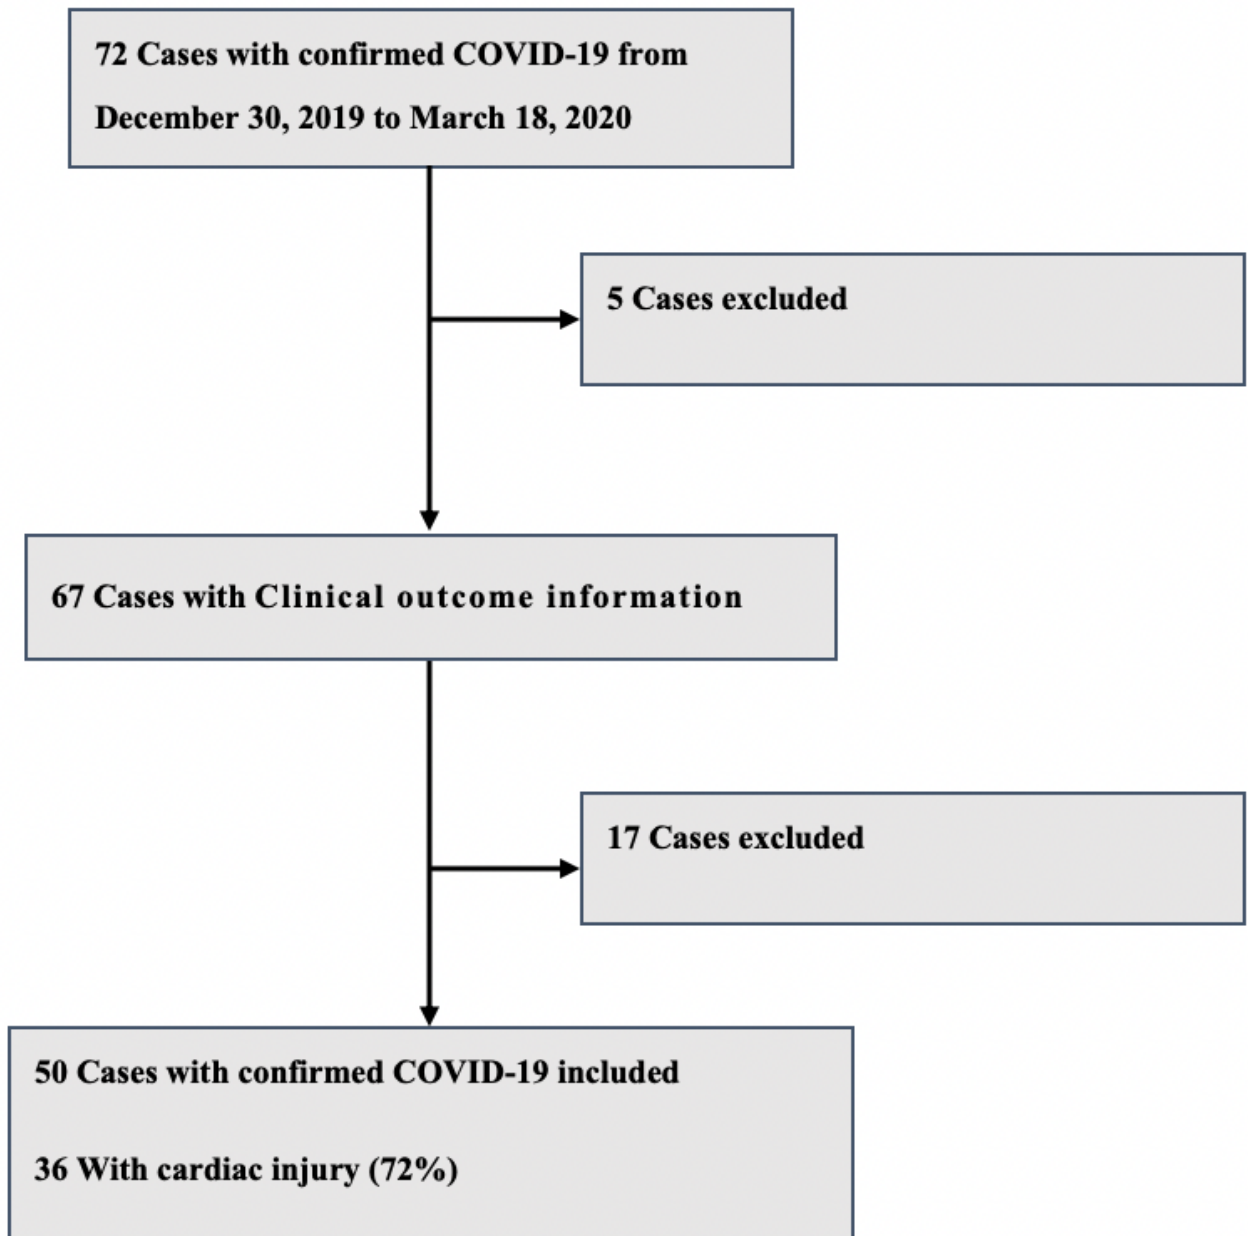 72 Cases with confirmed COVID-19 from
December 30, 2019 to March 18, 2020
5 Cases excluded
67 Cases with Clinical outcome information
17 Cases excluded
50 Cases with confirmed COVID-19 included
36 With cardiac injury (72%)